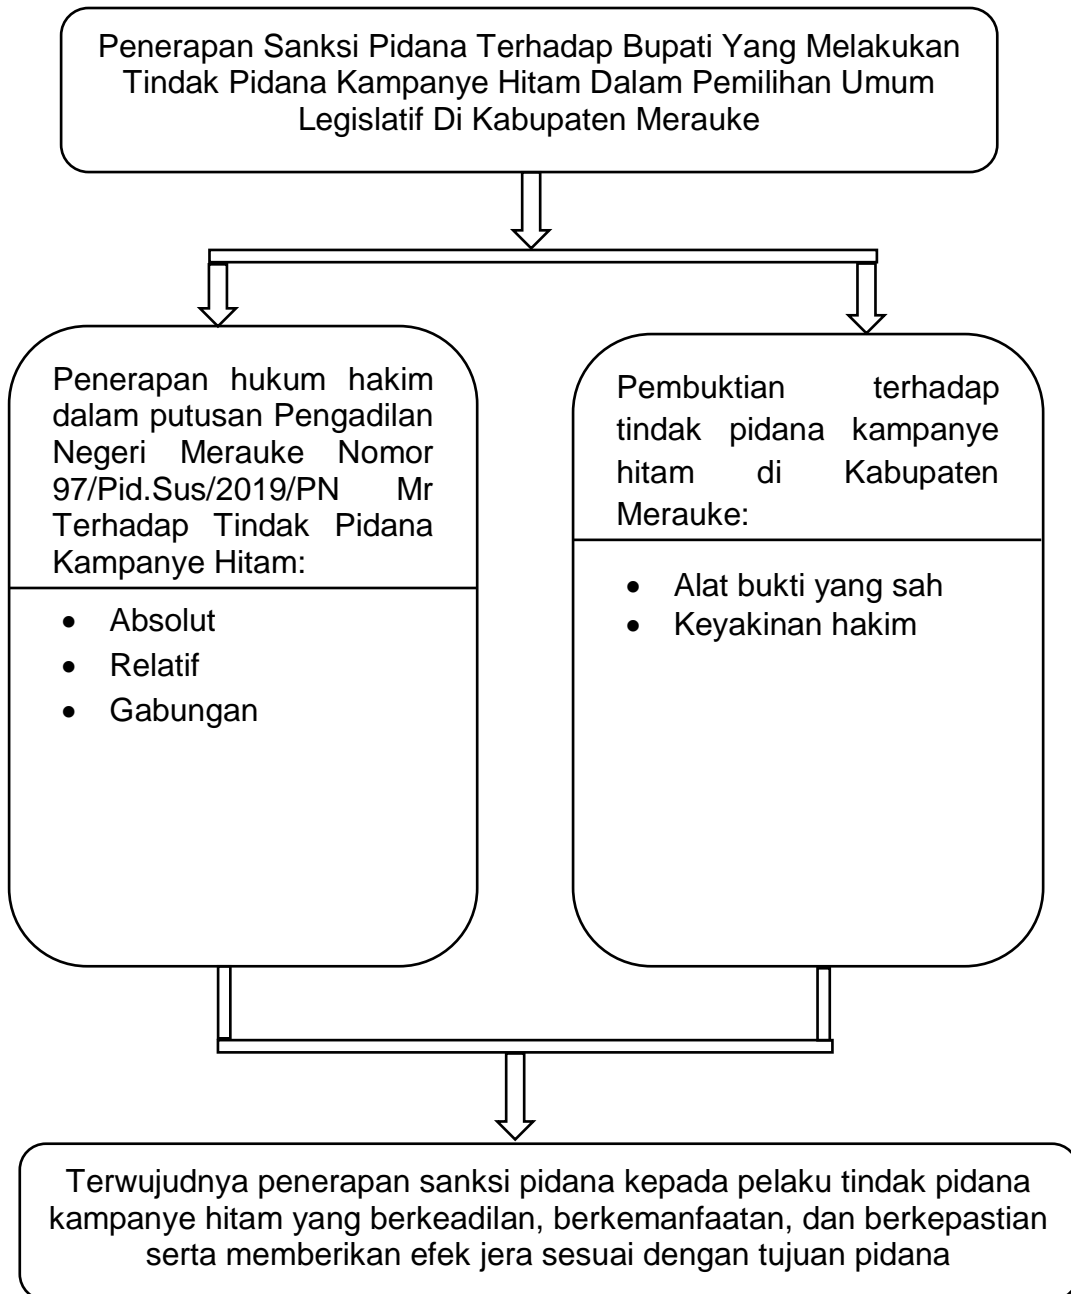 Penerapan Sanksi Pidana Terhadap Bupati Yang Melakukan
Tindak Pidana Kampanye Hitam Dalam Pemilihan Umum
Legislatif Di Kabupaten Merauke
Penerapan hukum hakim
dalam putusan Pengadilan
Negeri Merauke Nomor
97/Pid.Sus/2019/PN Mr
Terhadap Tindak Pidana
Kampanye Hitam:
• Absolut
• Relatif
• Gabungan
Pembuktian terhadap
tindak pidana kampanye
hitam di Kabupaten
Merauke:
• Alat bukti yang sah
• Keyakinan hakim
Terwujudnya penerapan sanksi pidana kepada pelaku tindak pidana
kampanye hitam yang berkeadilan, berkemanfaatan, dan berkepastian
serta memberikan efek jera sesuai dengan tujuan pidana